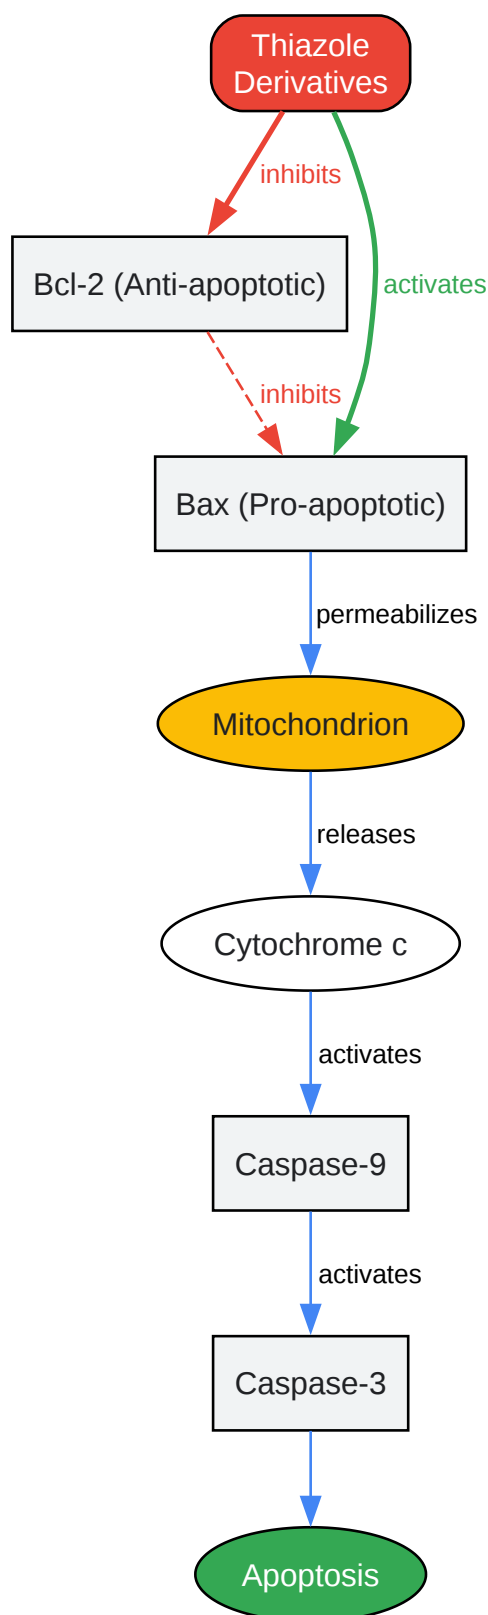 Thiazole
Derivatives
inhibits
Bcl-2 (Anti-apoptotic)
activates
inhibits
Bax (Pro-apoptotic)
permeabilizes
Mitochondrion
releases
Cytochrome c
activates
Caspase-9
activates
Caspase-3
Apoptosis